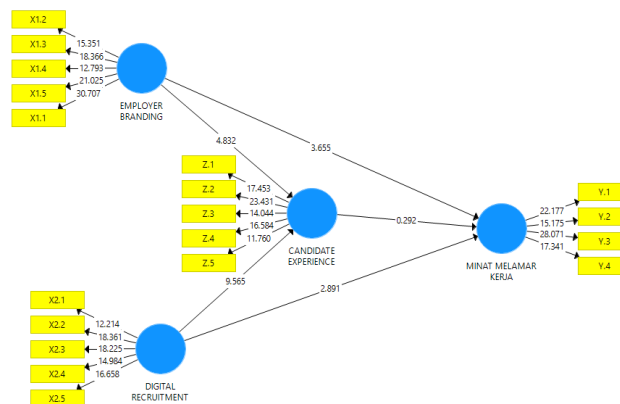 X1.2
X1.3
X1.4
X1.5
X1.1
15.351
18.366
12.793
21.025
30.707
EMPLOYER
BRANDING
4.832
3.655
Z.1
Z.2
Z.3
Z.4
Z.5
17.453
23.431
14.044
16.584
11.760
CANDIDATE
EXPERIENCE
0.292
Y.1
Y.2
Y.3
Y.4
22.177
15.175
28.071
17.341
MINAT MELAMAR
KERJA
9.565
2.891
X2.1
X2.2
X2.3
X2.4
X2.5
12.214
18.361
18.225
14.984
16.658
DIGITAL
RECRUITMENT